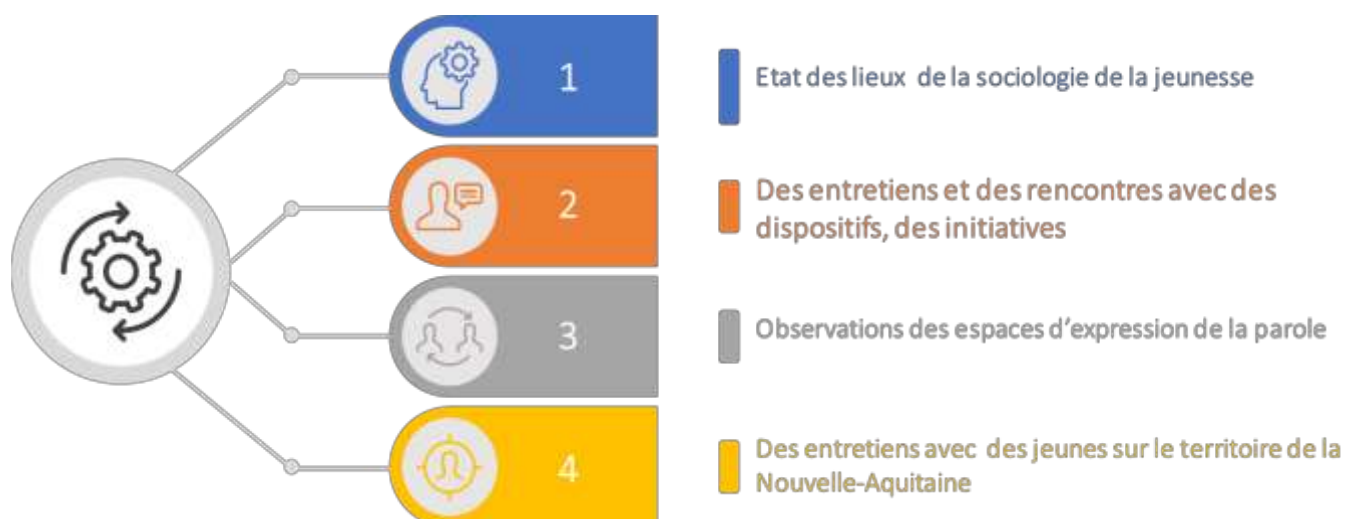 1
Etat des lieux de la sociologie de la jeunesse
2
Des entretiens et des rencontres avec des
dispositifs, des initiatives
3
Observations des espaces d’expression de la parole
4
Des entretiens avec des jeunes sur le territoire de la
Nouvelle-Aquitaine